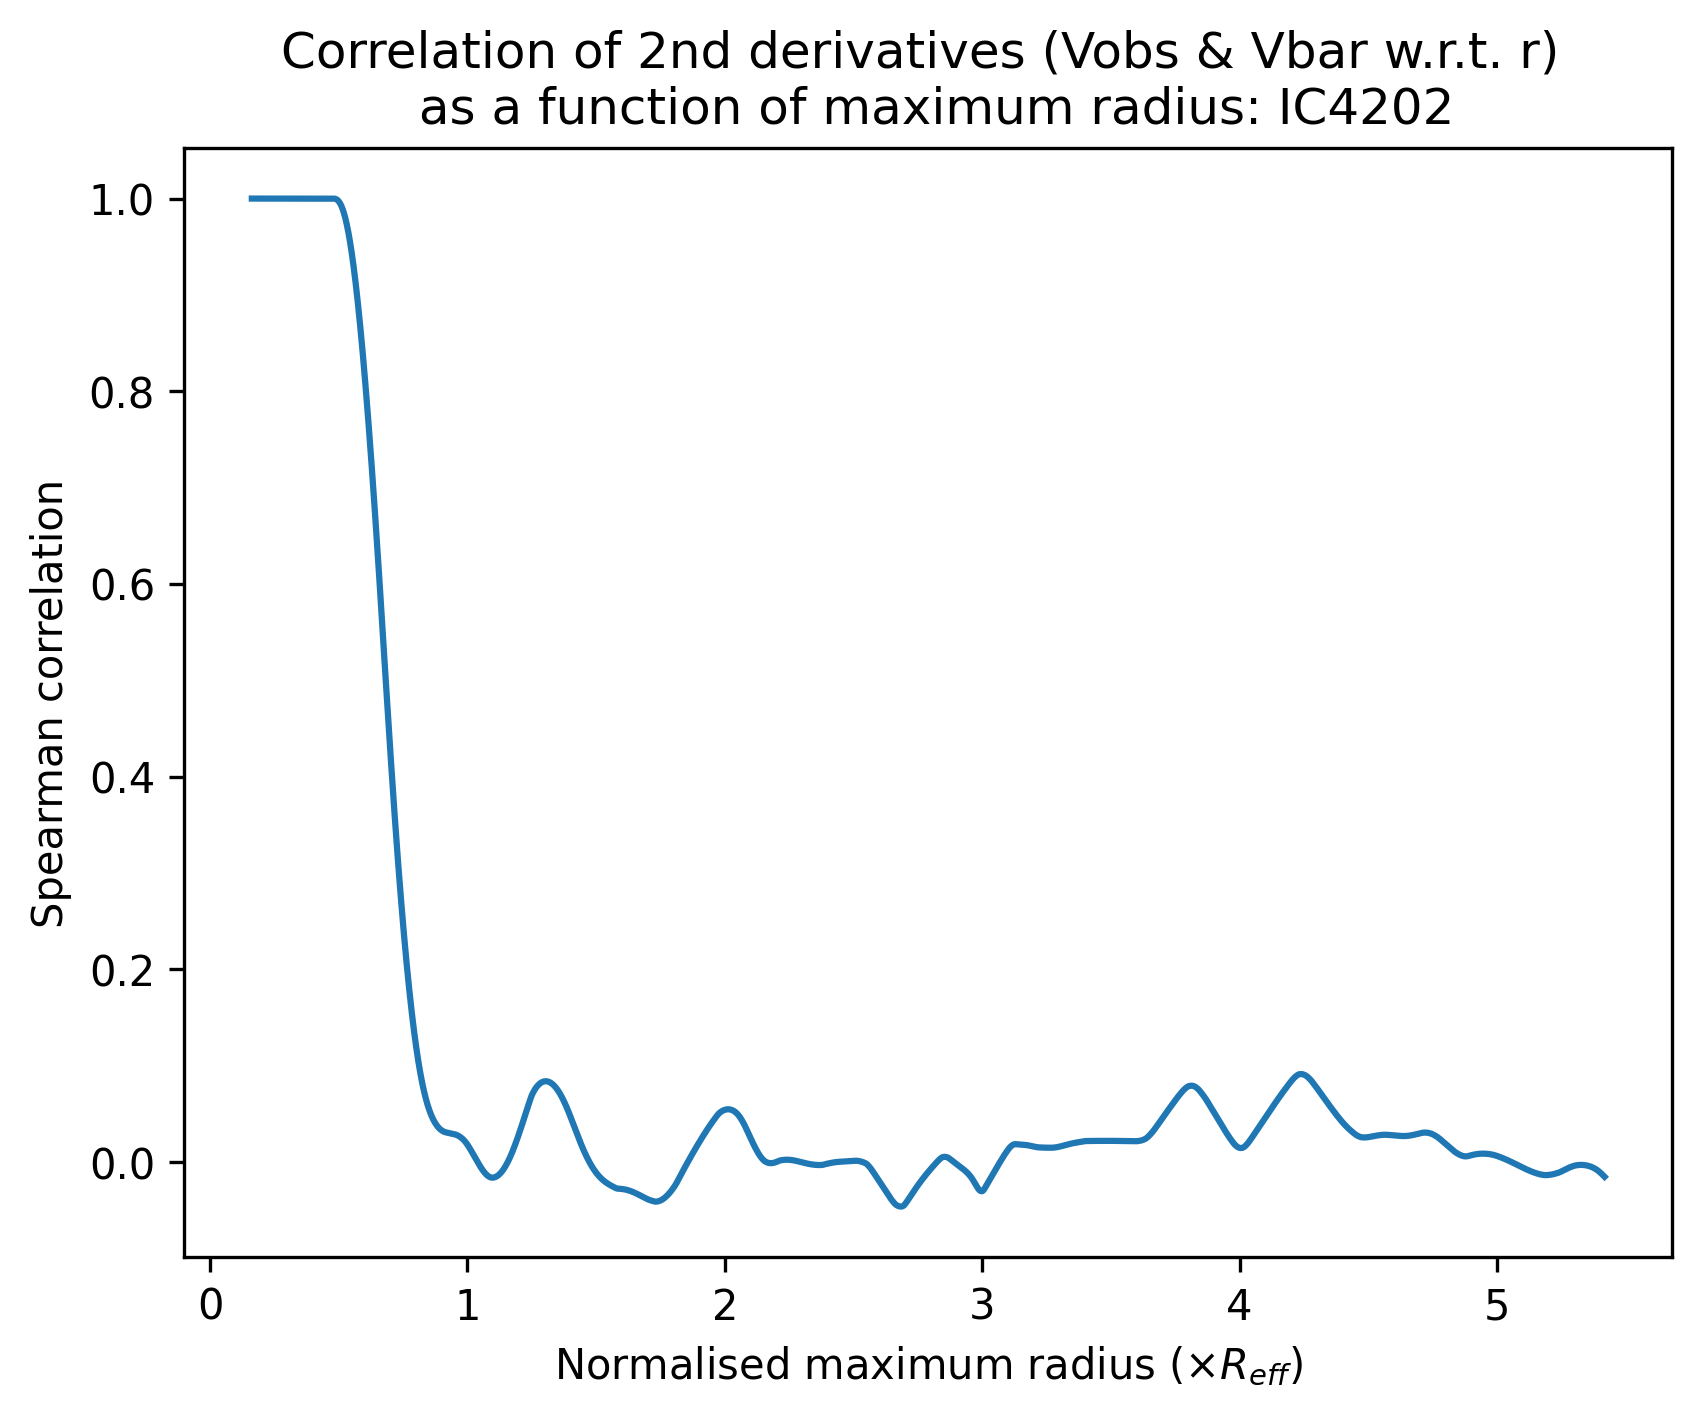 Correlation of 2nd derivatives (Vobs & Vbar w.r.t. r)
as a function of maximum radius: IC4202
1.0
0.8
0.6
0.4
0.2
0.0
Spearman correlation
0 1 2 3 4 5
Normalised maximum radius (×R_eff)